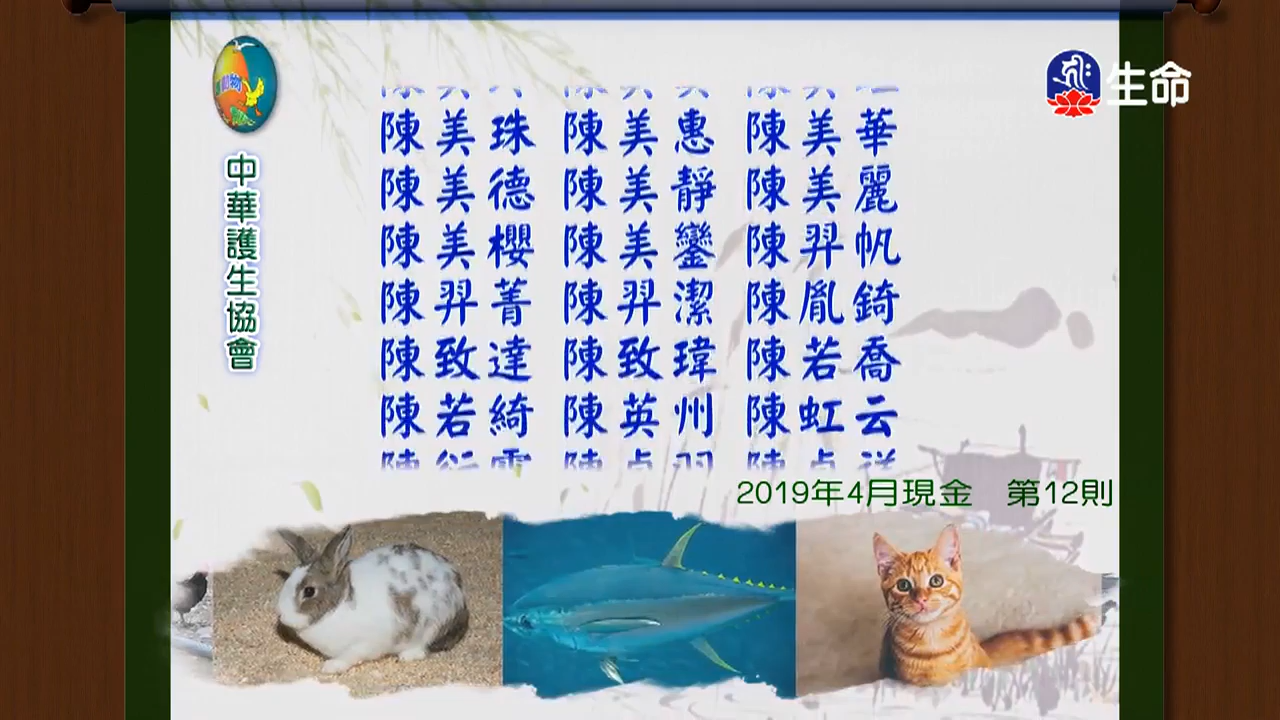 生命
中華護生協會
陳美珠 陳美惠 陳美華
陳美德 陳美靜 陳美麗
陳美櫻 陳美鑾 陳羿帆
陳羿菁 陳羿潔 陳胤錡
陳致達 陳致瑋 陳若喬
陳若綺 陳英州 陳虹云
2019年4月現金 第12則